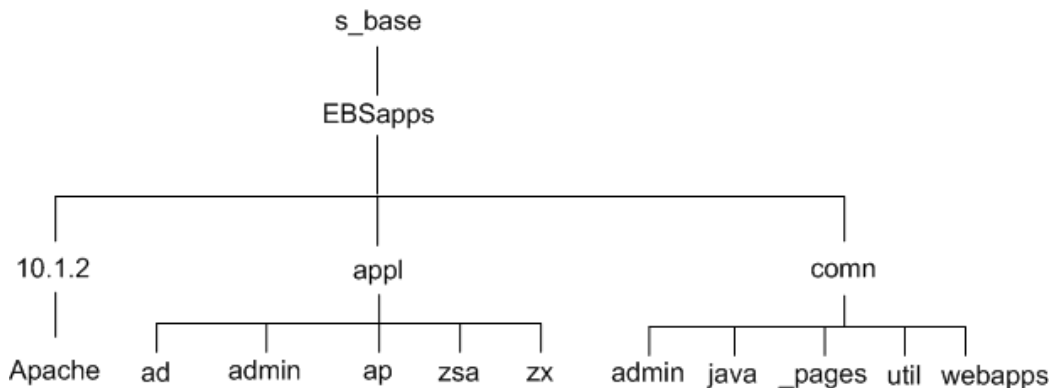 s_base
EBSapps
10.1.2 appl comn
Apache ad admin ap zsa zx admin java _pages util webapps